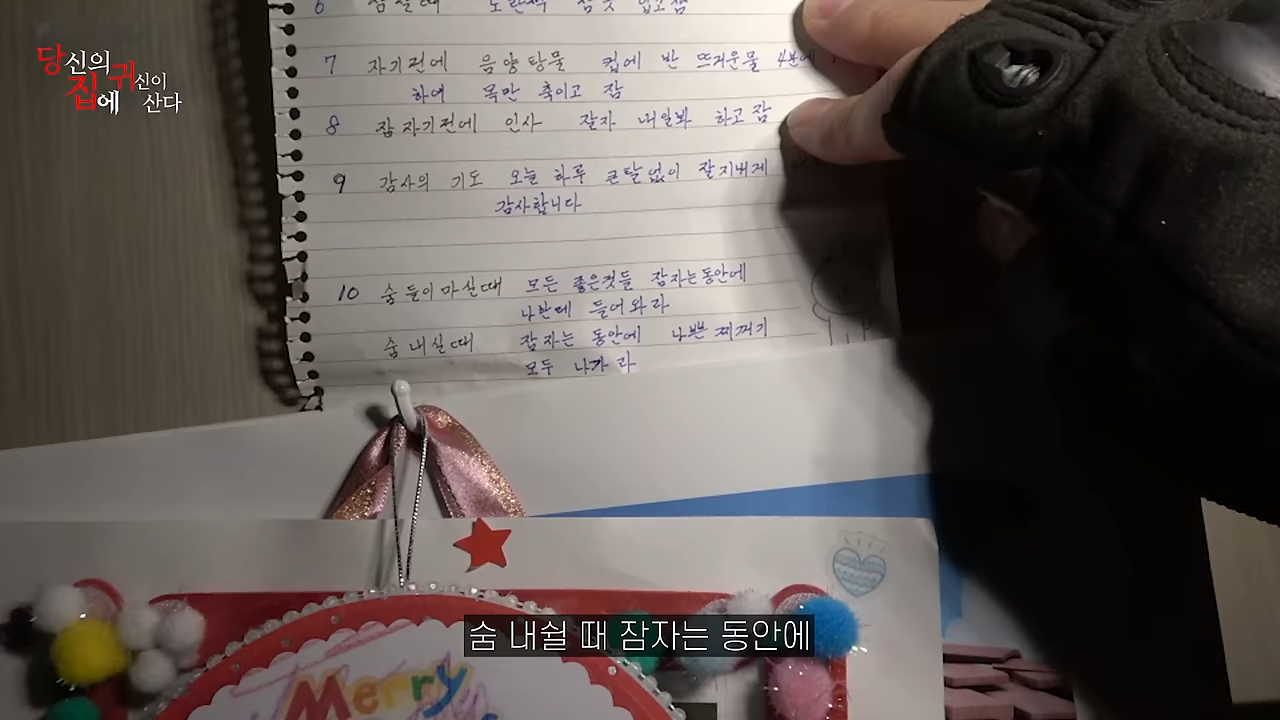 당신의
집에 귀신이
산다
6 잠잘때
7 자기전에 음양탕물 컵에 반 뜨거운물
하여 목만 축이고 잠
8 잠자기전에 인사 잘자 내일봐 하고 잠
9 감사의 기도 오늘 하루 큰탈없이 잘지내게
감사합니다
10 숨 들이마실때 모든 좋은것들 잠자는동안에
나한테 들어와라
숨 내쉴때 잠자는 동안에 나쁜 찌꺼기
모두 나가라
Merry
숨 내쉴 때 잠자는 동안에